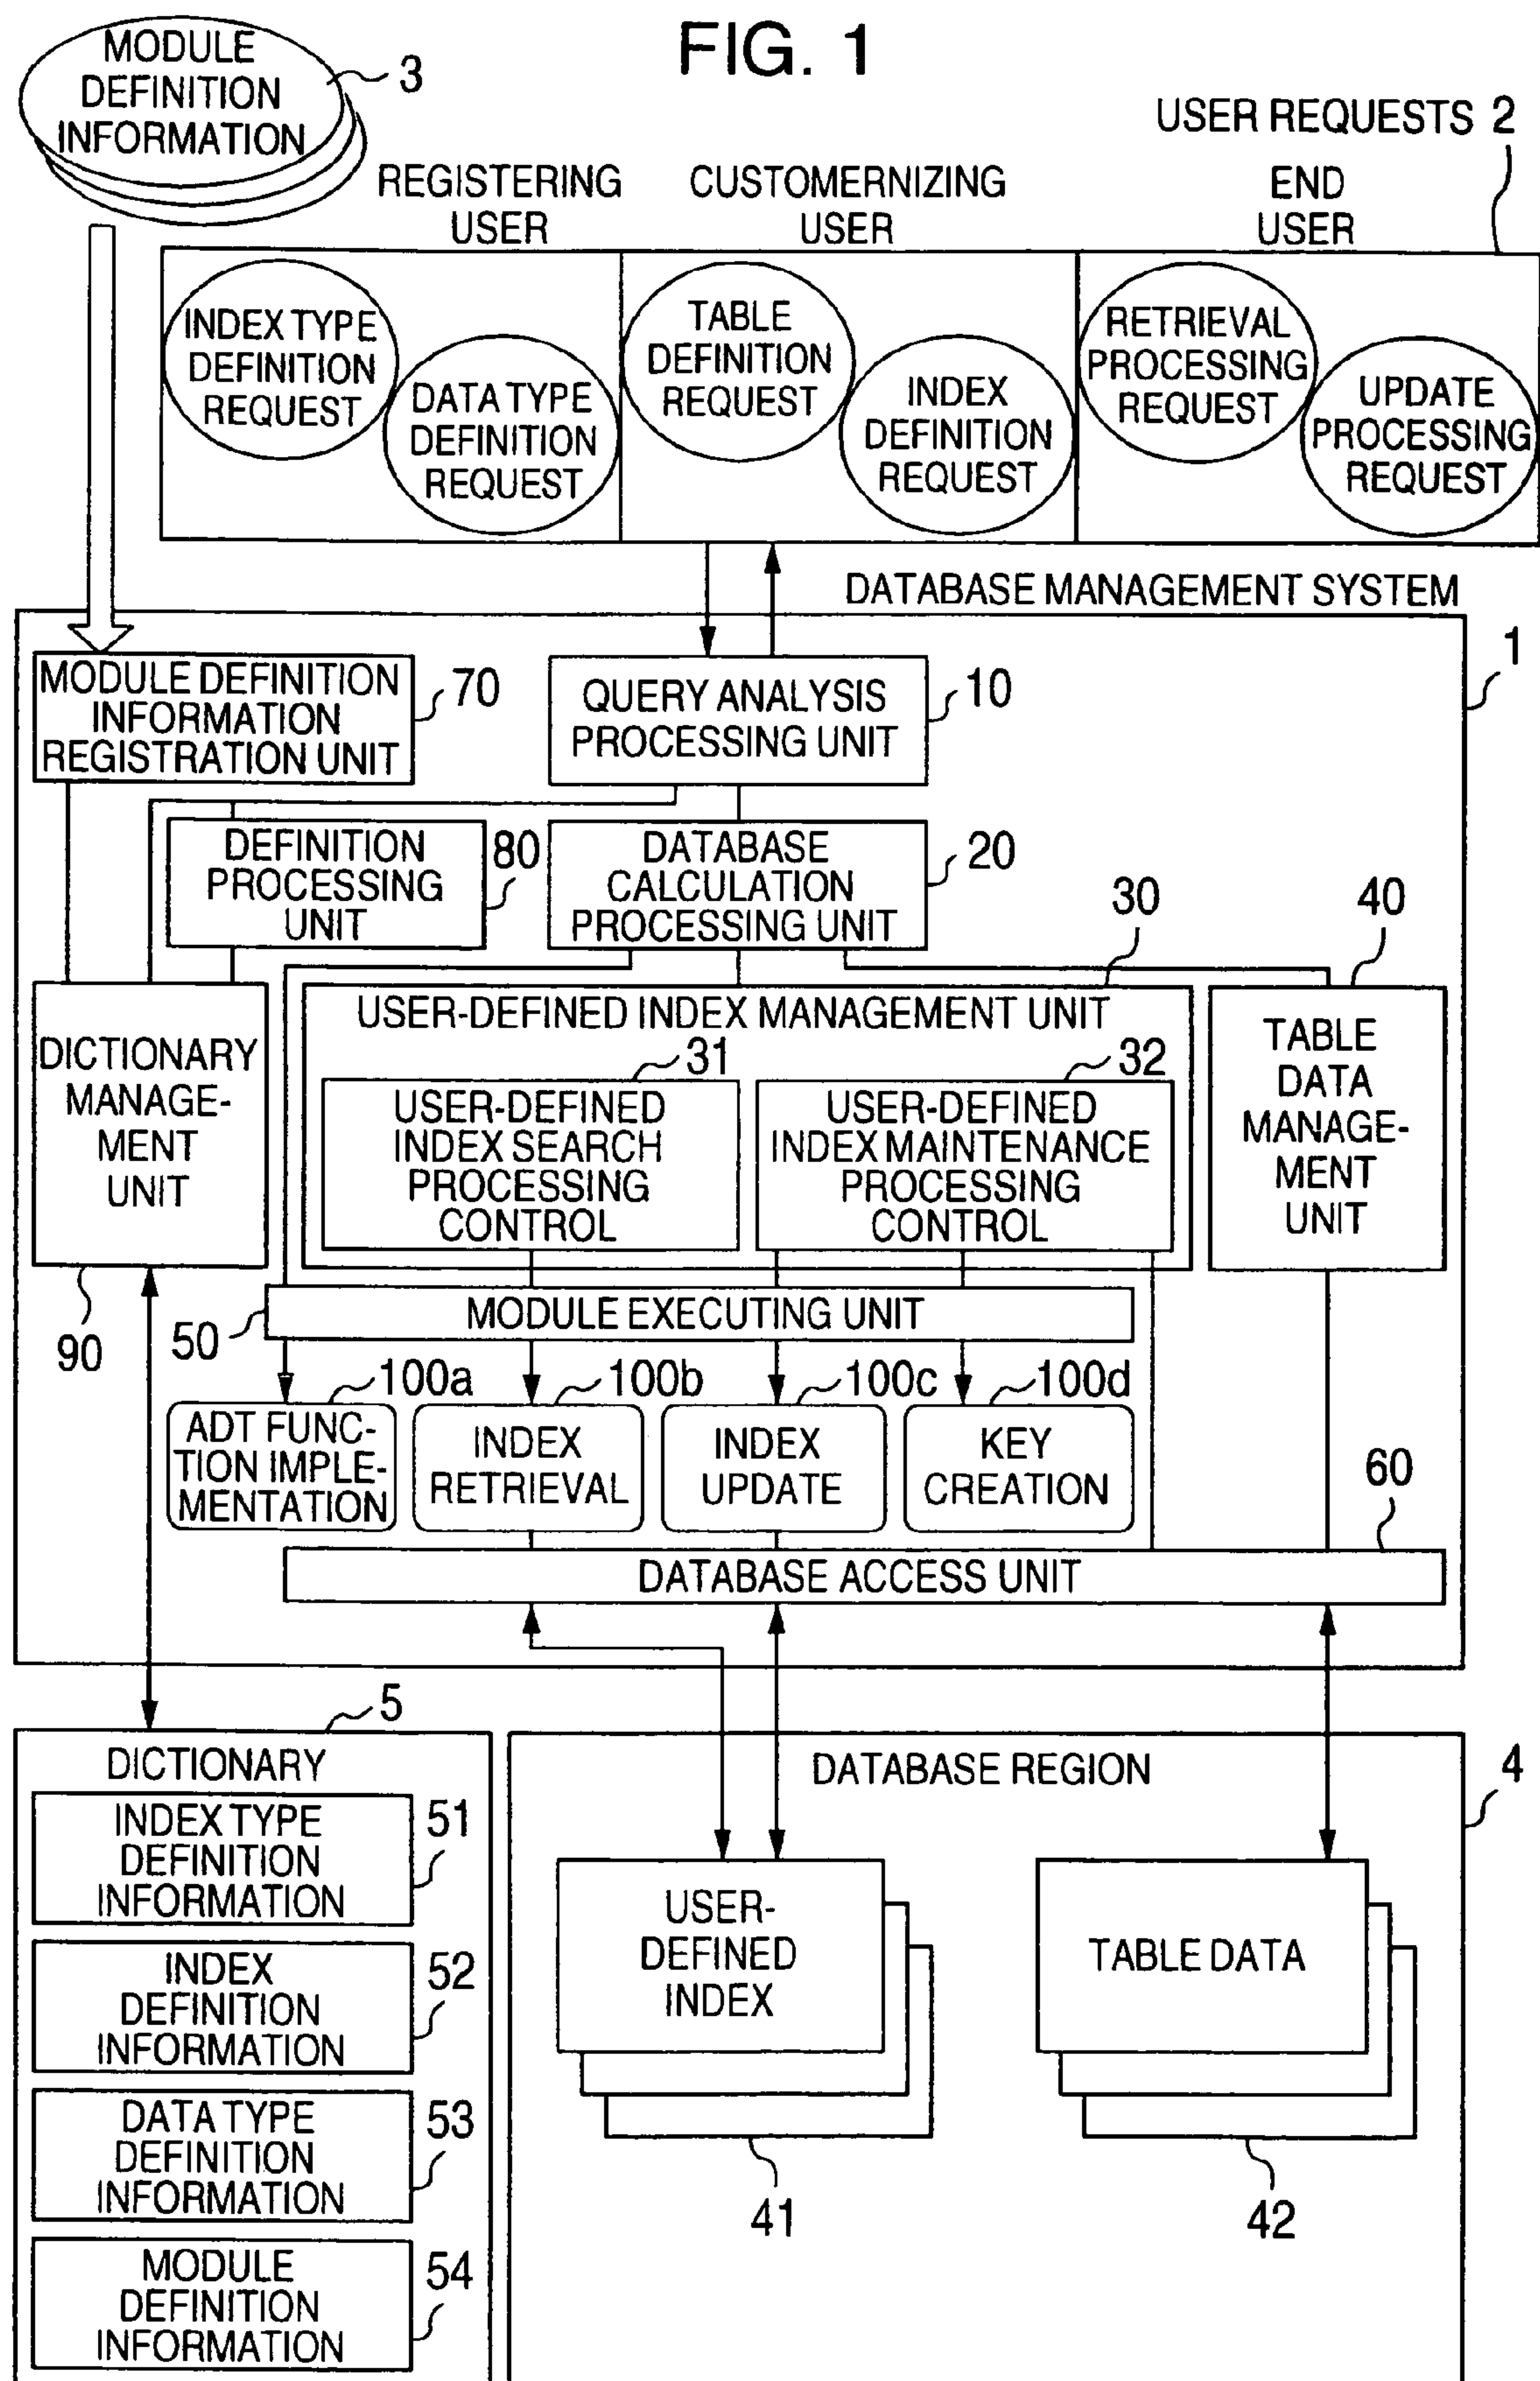 FIG. 1
MODULE
DEFINITION
INFORMATION
3
USER REQUESTS 2
REGISTERING
USER
CUSTOMERNIZING
USER
END
USER
INDEX TYPE
DEFINITION
REQUEST
DATA TYPE
DEFINITION
REQUEST
TABLE
DEFINITION
REQUEST
INDEX
DEFINITION
REQUEST
RETRIEVAL
PROCESSING
REQUEST
UPDATE
PROCESSING
REQUEST
DATABASE MANAGEMENT SYSTEM
1
MODULE DEFINITION
INFORMATION
REGISTRATION UNIT
70
QUERY ANALYSIS
PROCESSING UNIT
10
DEFINITION
PROCESSING
UNIT
80
DATABASE
CALCULATION
PROCESSING UNIT
20
30
40
DICTIONARY
MANAGE-
MENT
UNIT
90
USER-DEFINED INDEX MANAGEMENT UNIT
31
USER-DEFINED
INDEX SEARCH
PROCESSING
CONTROL
32
USER-DEFINED
INDEX MAINTENANCE
PROCESSING
CONTROL
TABLE
DATA
MANAGE-
MENT
UNIT
MODULE EXECUTING UNIT
50
100a
ADT FUNC-
TION IMPLE-
MENTATION
100b
INDEX
RETRIEVAL
100c
INDEX
UPDATE
100d
KEY
CREATION
60
DATABASE ACCESS UNIT
5
DICTIONARY
INDEX TYPE
DEFINITION
INFORMATION
51
INDEX
DEFINITION
INFORMATION
52
DATA TYPE
DEFINITION
INFORMATION
53
MODULE
DEFINITION
INFORMATION
54
DATABASE REGION
4
USER-
DEFINED
INDEX
41
TABLE DATA
42